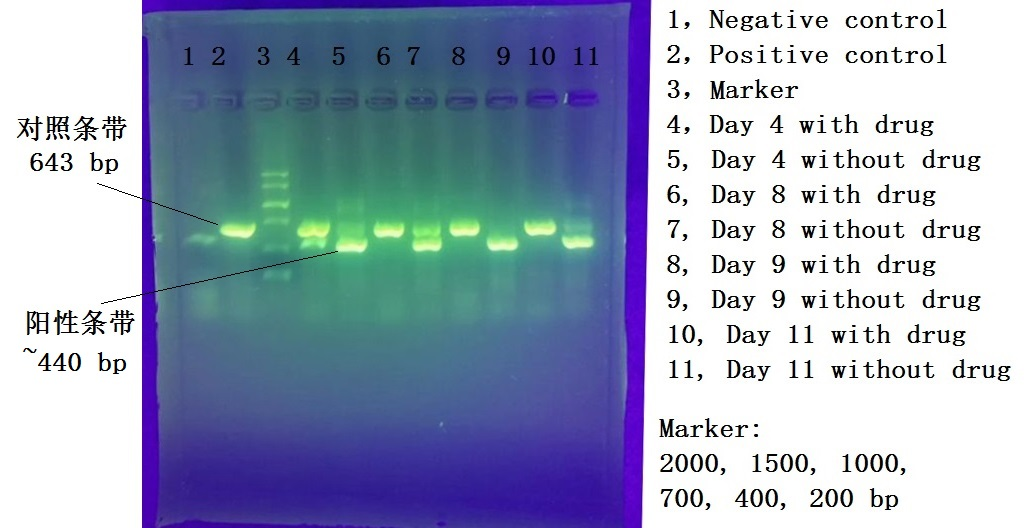 1 2 3 4 5 6 7 8 9 10 11
对照条带
643 bp
阳性条带
~440 bp
1, Negative control
2, Positive control
3, Marker
4, Day 4 with drug
5, Day 4 without drug
6, Day 8 with drug
7, Day 8 without drug
8, Day 9 with drug
9, Day 9 without drug
10, Day 11 with drug
11, Day 11 without drug
Marker:
2000, 1500, 1000,
700, 400, 200 bp